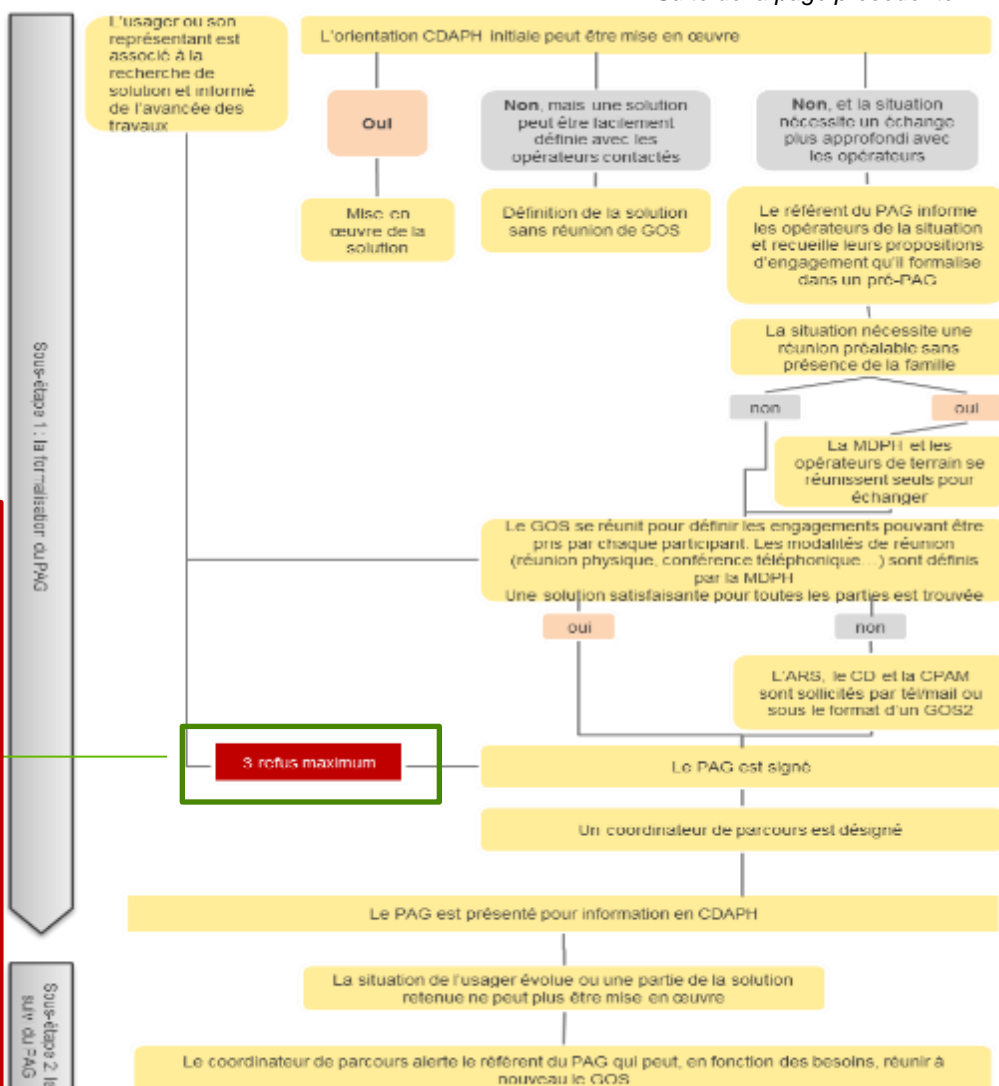 L'usager ou son
représentant est
associé à la
recherche de
solution et informé
de l'avancée des
travaux
L'orientation CDAPH initiale peut être mise en œuvre
Oui
Non, mais une solution
peut être facilement
définie avec les
opérateurs contactés
Non, et la situation
nécessite un échange
plus approfondi avec
les opérateurs
Mise en
œuvre de la
solution
Définition de la solution
sans réunion de GOS
Le référent du PAG informe
les opérateurs de la situation
et recueille leurs propositions
d'engagement qu'il formalise
dans un pré-PAG
La situation nécessite une
réunion préalable sans
présence de la famille
non
oui
La MDPH et les
opérateurs de terrain se
réunissent seuls pour
échanger
Le GOS se réunit pour définir les engagements pouvant être
pris par chaque participant. Les modalités de réunion
(réunion physique, conférence téléphonique…) sont définis
par la MDPH
Une solution satisfaisante pour toutes les parties est trouvée
oui
non
L'ARS, le CD et la CPAM
sont sollicités par tél/mail ou
sous le format d'un GOS2
3 refus maximum
Le PAG est signé
Un coordinateur de parcours est désigné
Le PAG est présenté pour information en CDAPH
La situation de l'usager évolue ou une partie de la solution
retenue ne peut plus être mise en œuvre
Le coordinateur de parcours alerte le référent du PAG qui peut, en fonction des besoins, réunir à
nouveau le GOS
Sous-étape 1 : la formalisation du PAG
Sous-étape 2 le
suivi du PAG